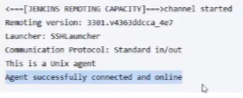 <---[JENKINS REMOTING CAPACITY]--->channel started
Remoting version: 3301.v4363ddcca_4e7
Launcher: SSHLauncher
Communication Protocol: Standard in/out
This is a Unix agent
Agent successfully connected and online